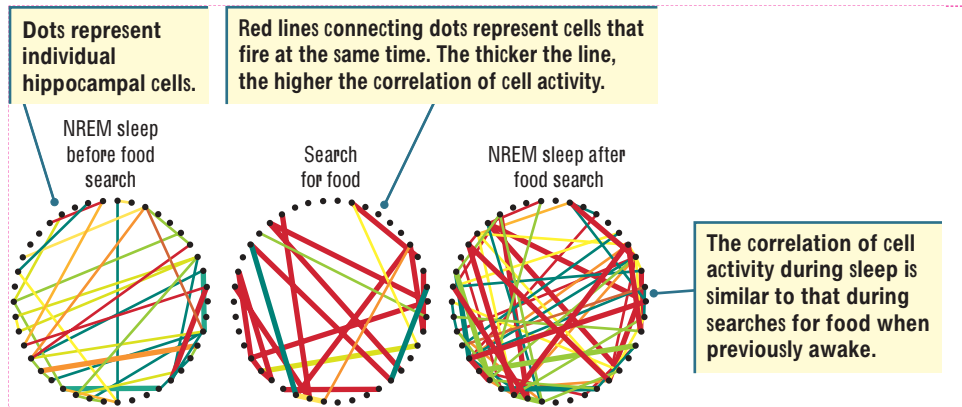 Dots represent
individual
hippocampal cells.
Red lines connecting dots represent cells that
fire at the same time. The thicker the line,
the higher the correlation of cell activity.
NREM sleep
before food
search
Search
for food
NREM sleep after
food search
The correlation of cell
activity during sleep is
similar to that during
searches for food when
previously awake.